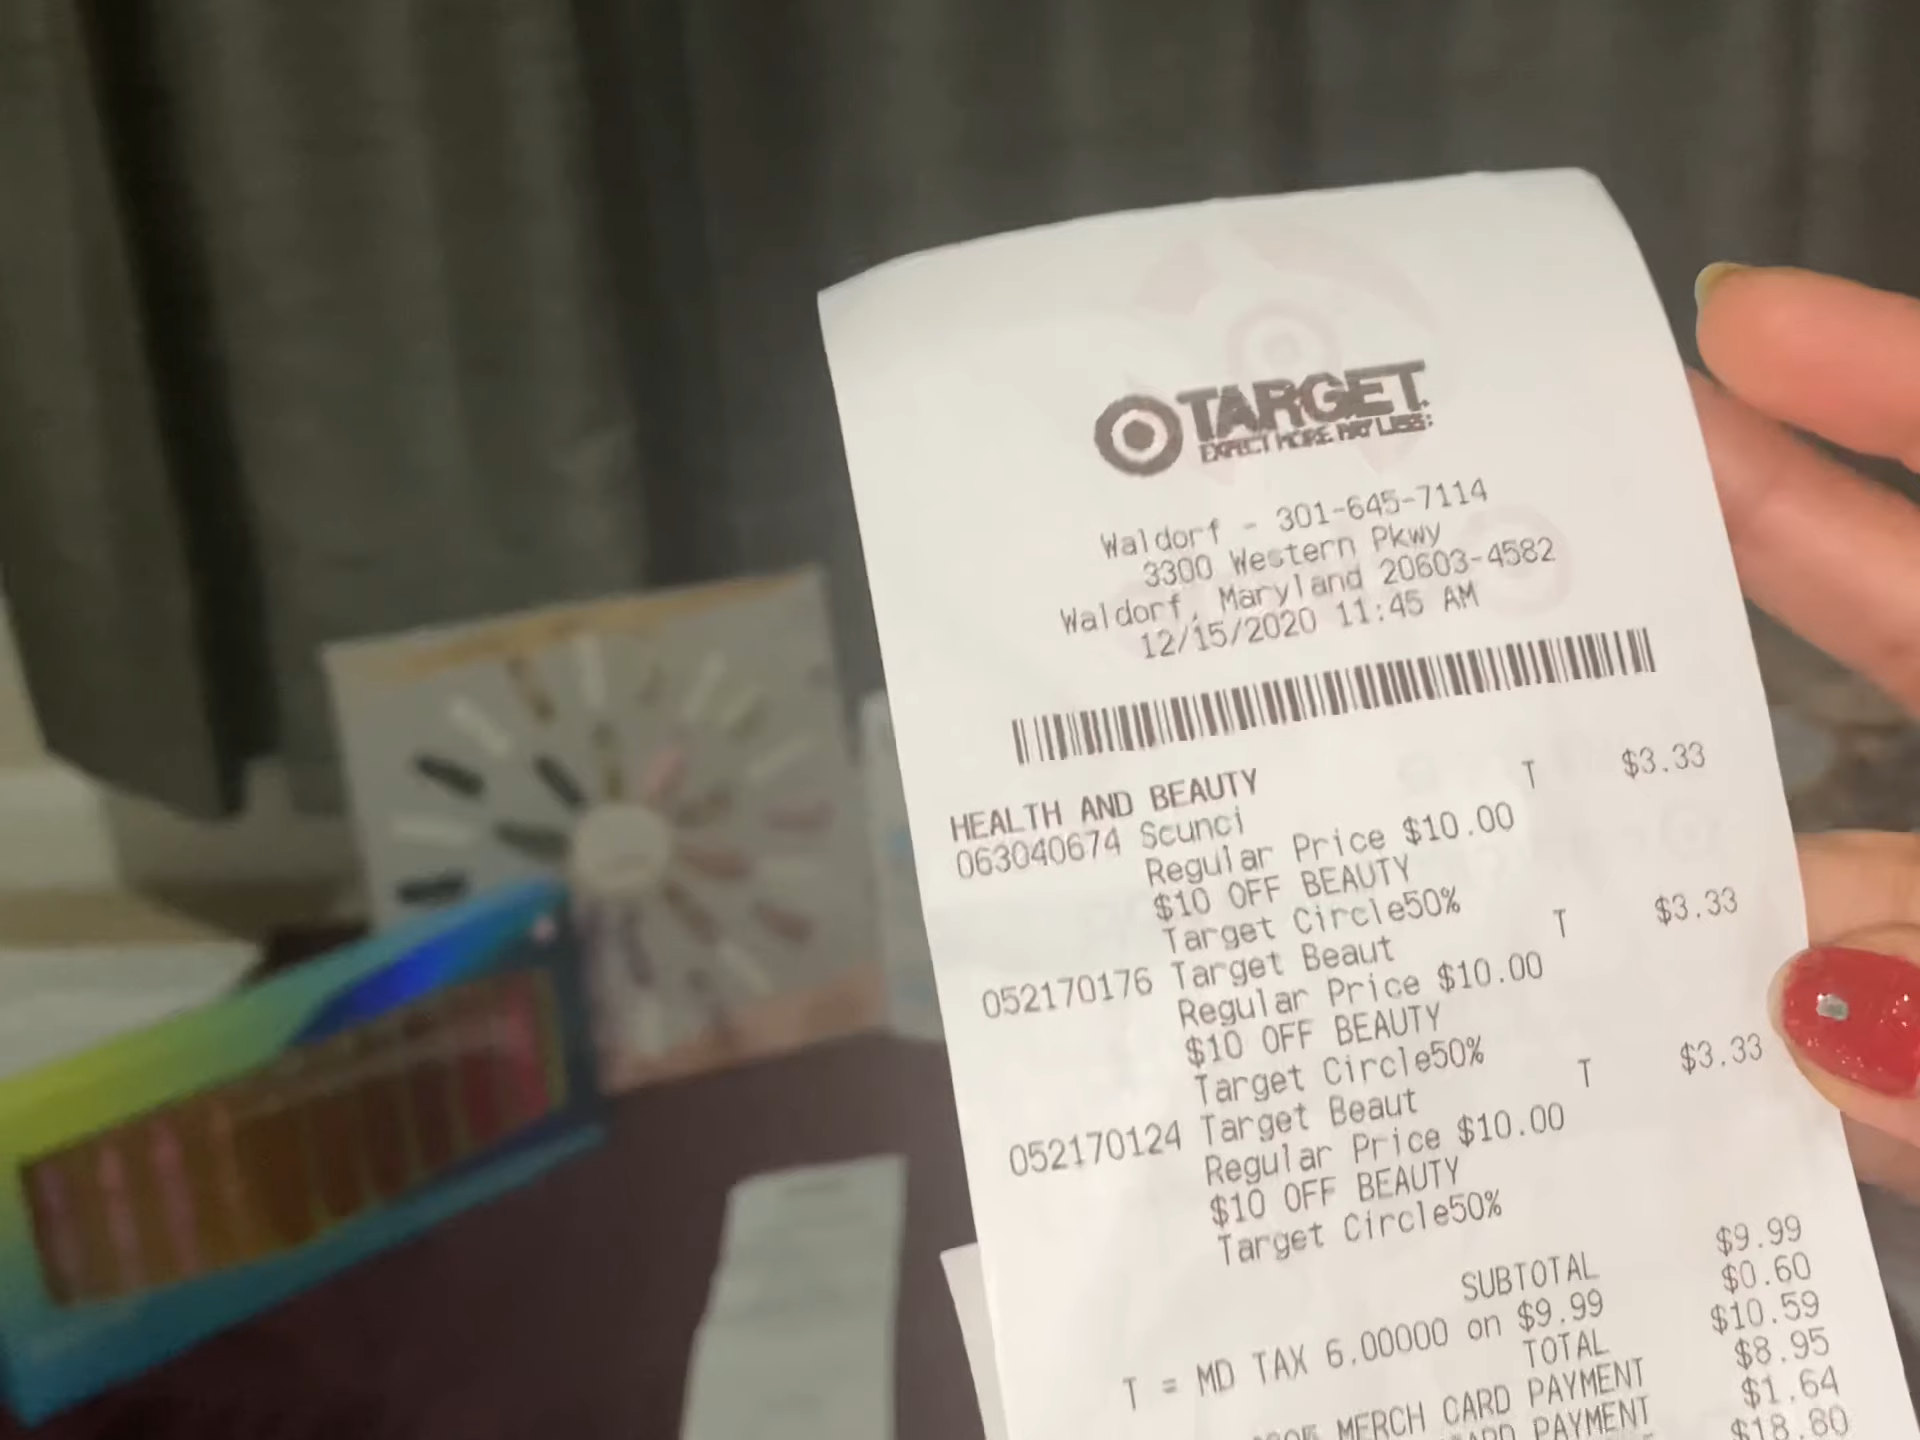 TARGET
EXPECT MORE. PAY LESS.
Waldorf - 301-645-7114
3300 Western Pkwy
Waldorf, Maryland 20603-4582
12/15/2020 11:45 AM
HEALTH AND BEAUTY
063040674 Scunci T $3.33
Regular Price $10.00
$10 OFF BEAUTY
Target Circle50%
052170176 Target Beaut T $3.33
Regular Price $10.00
$10 OFF BEAUTY
Target Circle50%
052170124 Target Beaut T $3.33
Regular Price $10.00
$10 OFF BEAUTY
Target Circle50%
SUBTOTAL $9.99
T = MD TAX 6.00000 on $9.99 $0.60
TOTAL $10.59
MERCH CARD PAYMENT $8.95
PAYMENT $1.64
$18.80